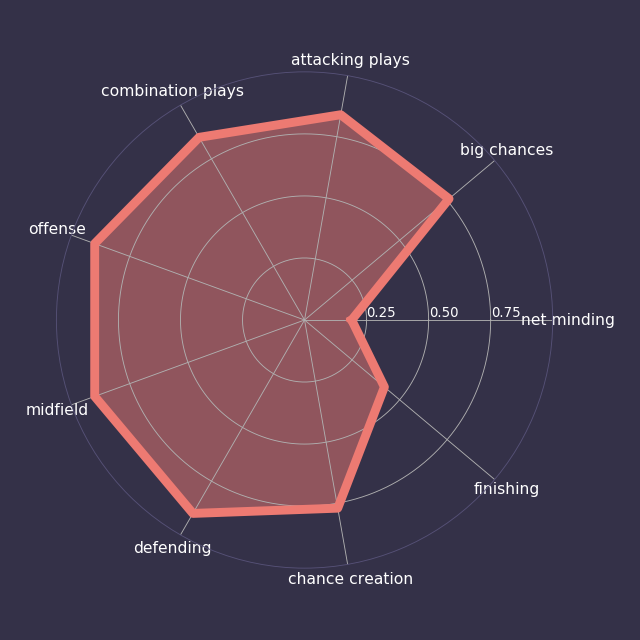 attacking plays
combination plays
big chances
offense
0.25 0.50 0.75 net minding
midfield
finishing
defending
chance creation